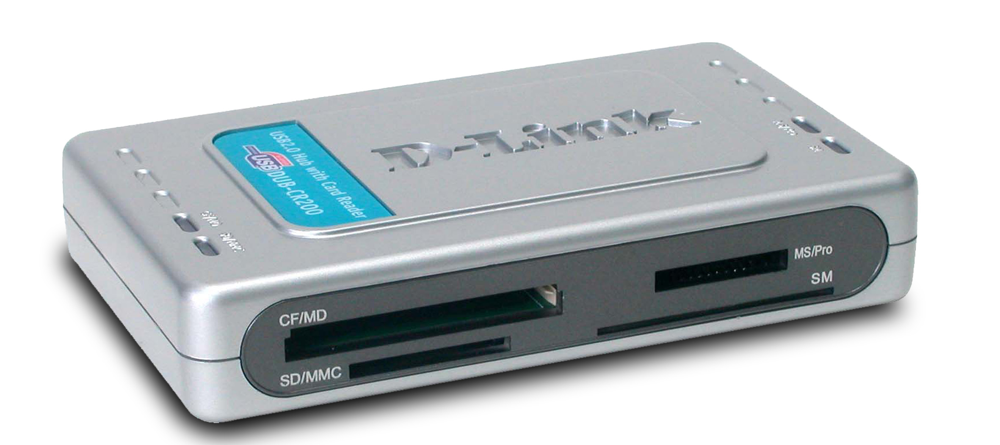 D-Link
USB2.0 Hub with Card Reader
USB
DUB-CR200
CF/MD
SD/MMC
MS/Pro
SM